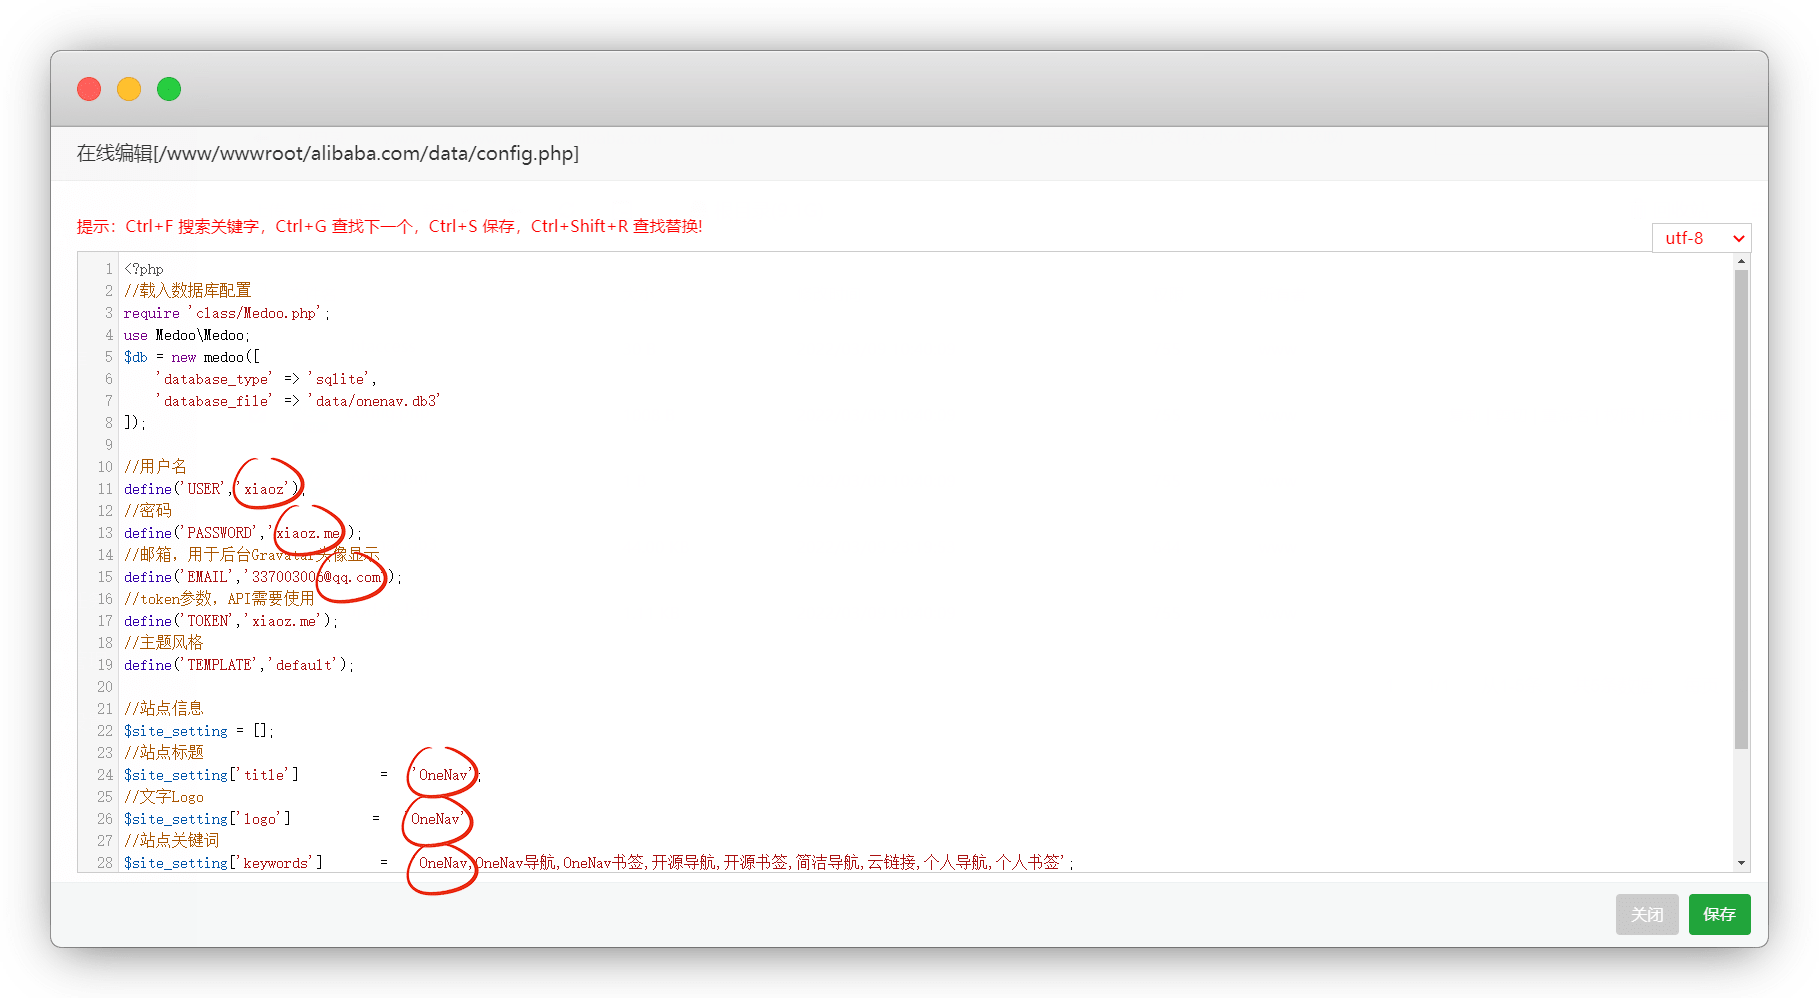 在线编辑[/www/wwwroot/alibaba.com/data/config.php]
提示：Ctrl+F 搜索关键字，Ctrl+G 查找下一个，Ctrl+S 保存，Ctrl+Shift+R 查找替换!
utf-8
1 <?php
2 //载入数据库配置
3 require 'class/Medoo.php';
4 use Medoo\Medoo;
5 $db = new medoo([
6     'database_type' => 'sqlite',
7     'database_file' => 'data/onenav.db3'
8 ]);
9
10 //用户名
11 define('USER','xiaoz');
12 //密码
13 define('PASSWORD','xiaoz.me');
14 //邮箱，用于后台Gravatar头像显示
15 define('EMAIL','337003006@qq.com');
16 //token参数，API需要使用
17 define('TOKEN','xiaoz.me');
18 //主题风格
19 define('TEMPLATE','default');
20
21 //站点信息
22 $site_setting = [];
23 //站点标题
24 $site_setting['title']          =   'OneNav';
25 //文字Logo
26 $site_setting['logo']          =   'OneNav'
27 //站点关键词
28 $site_setting['keywords']       =   'OneNav,OneNav导航,OneNav书签,开源导航,开源书签,简洁导航,云链接,个人导航,个人书签';
关闭 保存